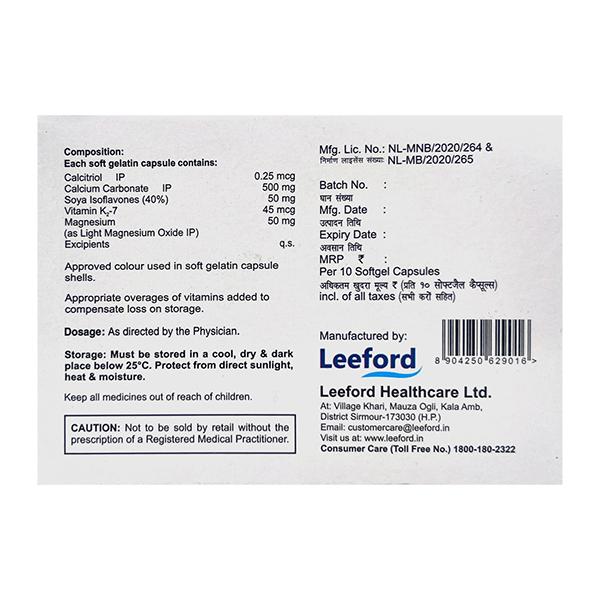 Composition:
Each soft gelatin capsule contains:
Calcitriol IP 0.25 mcg
Calcium Carbonate IP 500 mg
Soya Isoflavones (40%) 50 mg
Vitamin K₂-7 45 mcg
Magnesium 50 mg
(as Light Magnesium Oxide IP)
Excipients q.s.
Approved colour used in soft gelatin capsule
shells.
Appropriate overages of vitamins added to
compensate loss on storage.
Dosage: As directed by the Physician.
Storage: Must be stored in a cool, dry & dark
place below 25°C. Protect from direct sunlight,
heat & moisture.
Keep all medicines out of reach of children.
CAUTION: Not to be sold by retail without the
prescription of a Registered Medical Practitioner.
Mfg. Lic. No.: NL-MNB/2020/264 &
निर्माण लाइसेंस संख्या: NL-MB/2020/265
Batch No. :
घान संख्या
Mfg. Date :
उत्पादन तिथि
Expiry Date :
अवसान तिथि
MRP ₹ :
Per 10 Softgel Capsules
अधिकतम खुदरा मूल्य ₹ (प्रति १० सोफ्टजैल कैप्सूल्स)
incl. of all taxes (सभी करों सहित)
Manufactured by:
Leeford
8 904250 629016 >
Leeford Healthcare Ltd.
At: Village Khari, Mauza Ogli, Kala Amb,
District Sirmour-173030 (H.P.)
Email: customercare@leeford.in
Visit us at: www.leeford.in
Consumer Care (Toll Free No.) 1800-180-2322